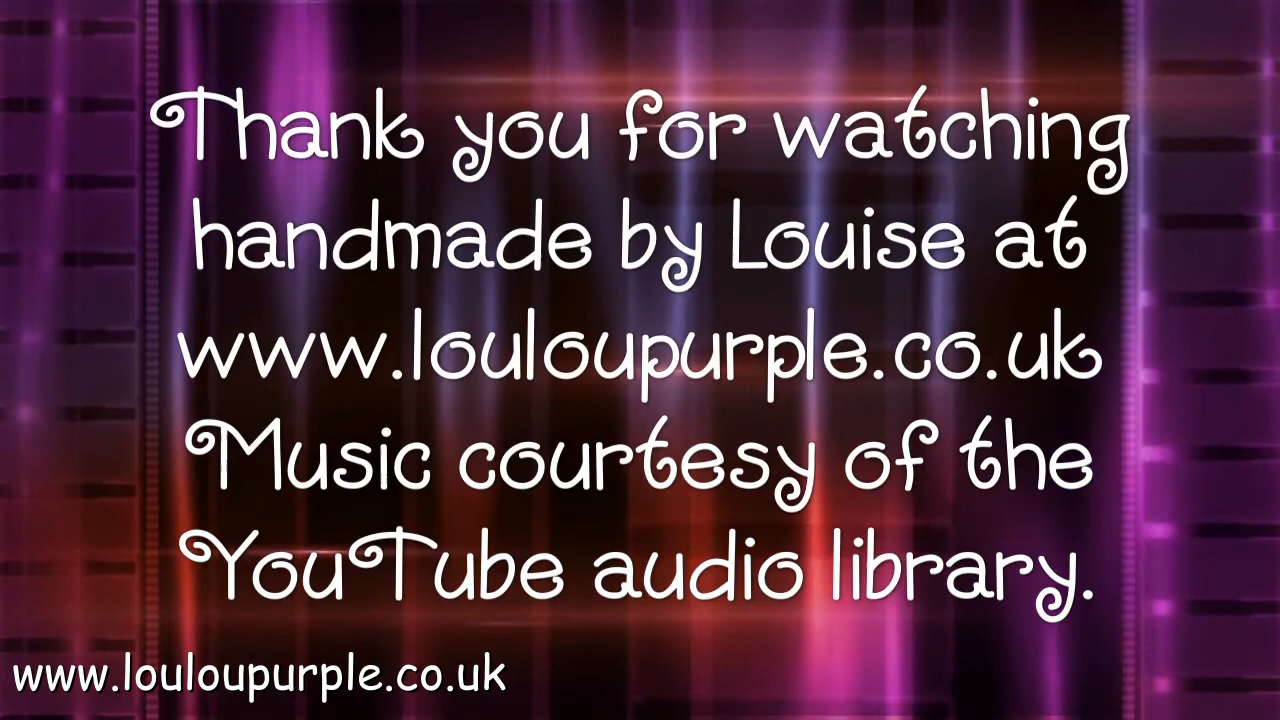 Thank you for watching
handmade by Louise at
www.louloupurple.co.uk
Music courtesy of the
YouTube audio library.
www.louloupurple.co.uk